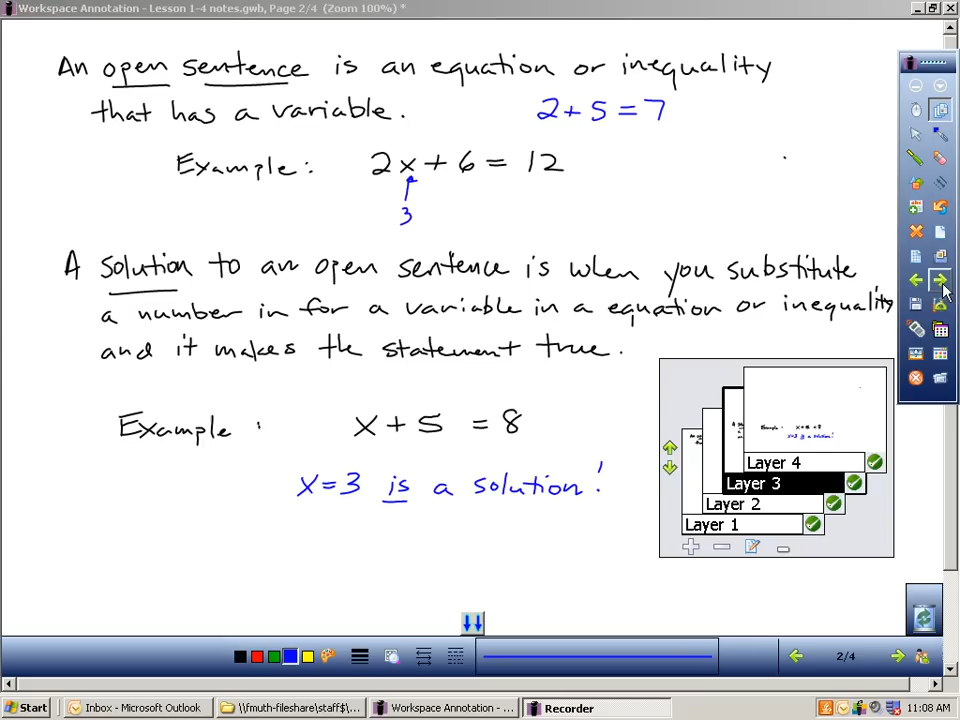 Workspace Annotation - Lesson 1-4 notes.gwb, Page 2/4 (Zoom 100%) *
An open sentence is an equation or inequality
that has a variable. 2+5=7
Example: 2x+6=12
3
A solution to an open sentence is when you substitute
a number in for a variable in a equation or inequality
and it makes the statement true.
Example: x+5=8
x=3 is a solution!
Layer 4
Layer 3
Layer 2
Layer 1
2/4
Start
Inbox - Microsoft Outlook
\\fmuth-fileshare\staff$\...
Workspace Annotation - ...
Recorder
11:08 AM